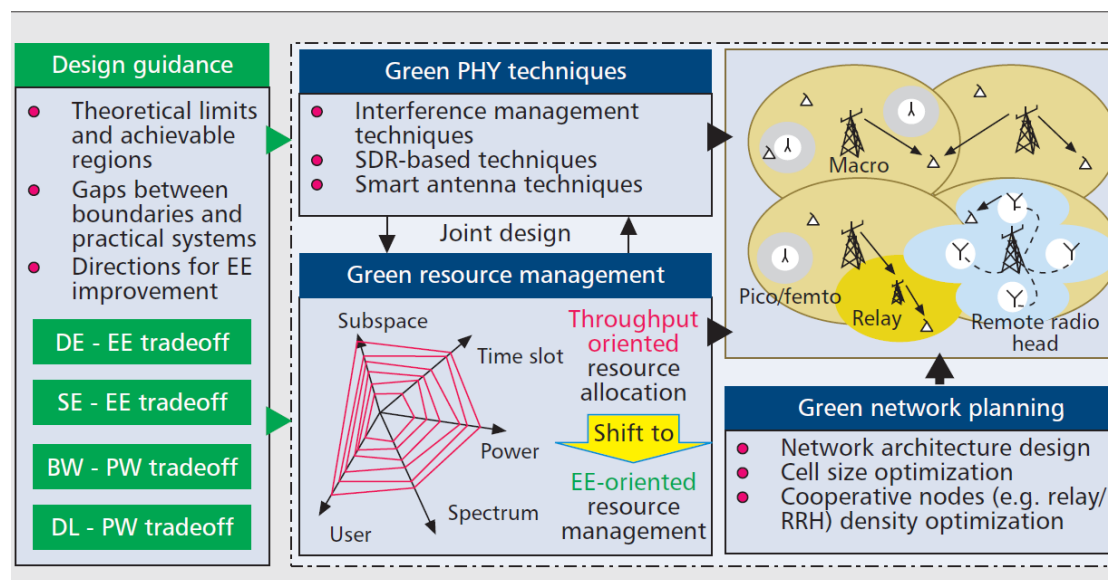 Design guidance
Theoretical limits
and achievable
regions
Gaps between
boundaries and
practical systems
Directions for EE
improvement
DE - EE tradeoff
SE - EE tradeoff
BW - PW tradeoff
DL - PW tradeoff
Green PHY techniques
Interference management
techniques
SDR-based techniques
Smart antenna techniques
Joint design
Green resource management
Subspace
Time slot
Power
Spectrum
User
Throughput
oriented
resource
allocation
Shift to
EE-oriented
resource
management
Macro
Pico/femto
Relay
Remote radio
head
Green network planning
Network architecture design
Cell size optimization
Cooperative nodes (e.g. relay/
RRH) density optimization